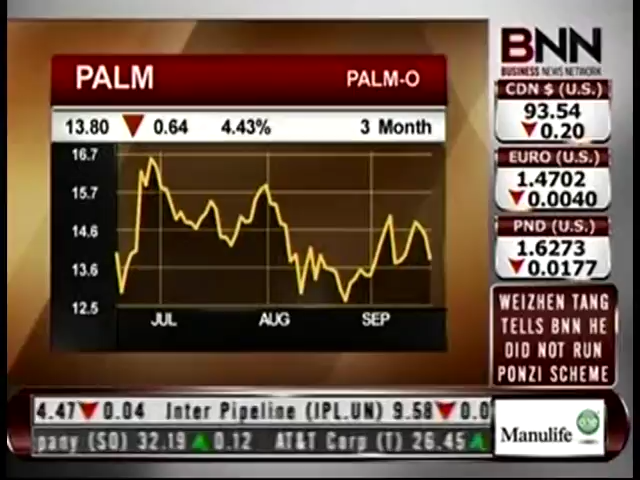 PALM
PALM-O
13.80 ▼ 0.64 4.43% 3 Month
16.7
15.7
14.6
13.6
12.5
JUL AUG SEP
BNN
BUSINESS NEWS NETWORK
CDN $ (U.S.)
93.54
▼0.20
EURO (U.S.)
1.4702
▼0.0040
PND (U.S.)
1.6273
▼0.0177
WEIZHEN TANG
TELLS BNN HE
DID NOT RUN
PONZI SCHEME
4.47▼0.04 Inter Pipeline (IPL.UN) 9.58▼0.0
pany (SO) 32.19▲0.12 AT&T Corp (T) 26.45▲
Manulife